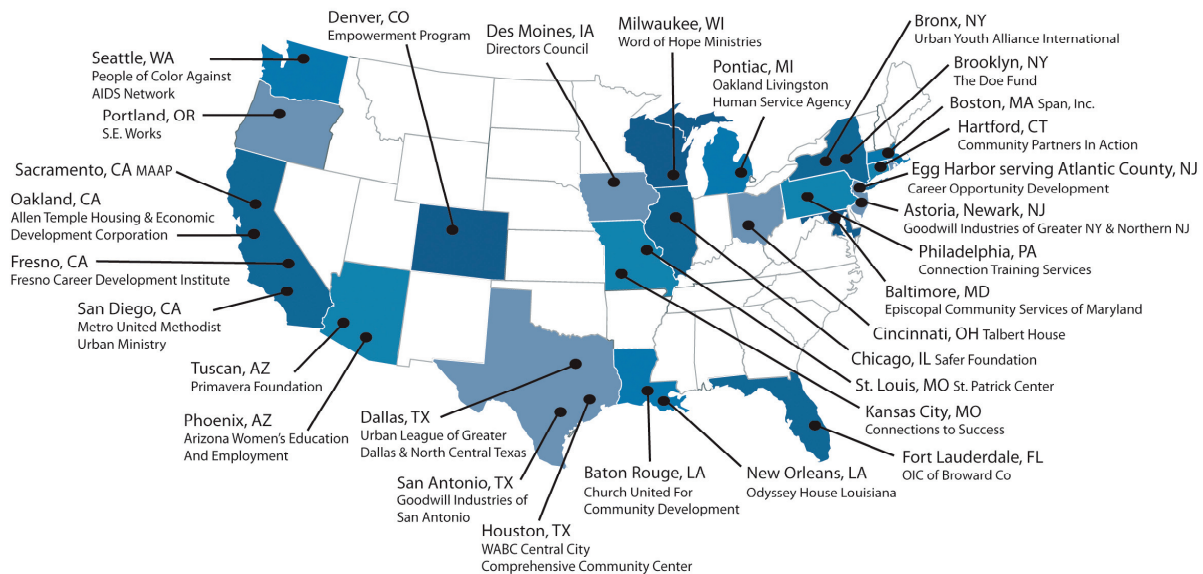 Denver, CO
Empowerment Program
Des Moines, IA
Directors Council
Milwaukee, WI
Word of Hope Ministries
Pontiac, MI
Oakland Livingston
Human Service Agency
Bronx, NY
Urban Youth Alliance International
Brooklyn, NY
The Doe Fund
Boston, MA Span, Inc.
Hartford, CT
Community Partners In Action
Egg Harbor serving Atlantic County, NJ
Career Opportunity Development
Astoria, Newark, NJ
Goodwill Industries of Greater NY & Northern NJ
Philadelphia, PA
Connection Training Services
Baltimore, MD
Episcopal Community Services of Maryland
Cincinnati, OH Talbert House
Chicago, IL Safer Foundation
St. Louis, MO St. Patrick Center
Kansas City, MO
Connections to Success
Fort Lauderdale, FL
OIC of Broward Co
Seattle, WA
People of Color Against
AIDS Network
Portland, OR
S.E. Works
Sacramento, CA MAAP
Oakland, CA
Allen Temple Housing & Economic
Development Corporation
Fresno, CA
Fresno Career Development Institute
San Diego, CA
Metro United Methodist
Urban Ministry
Tuscan, AZ
Primavera Foundation
Phoenix, AZ
Arizona Women's Education
And Employment
Dallas, TX
Urban League of Greater
Dallas & North Central Texas
San Antonio, TX
Goodwill Industries of
San Antonio
Houston, TX
WABC Central City
Comprehensive Community Center
Baton Rouge, LA
Church United For
Community Development
New Orleans, LA
Odyssey House Louisiana